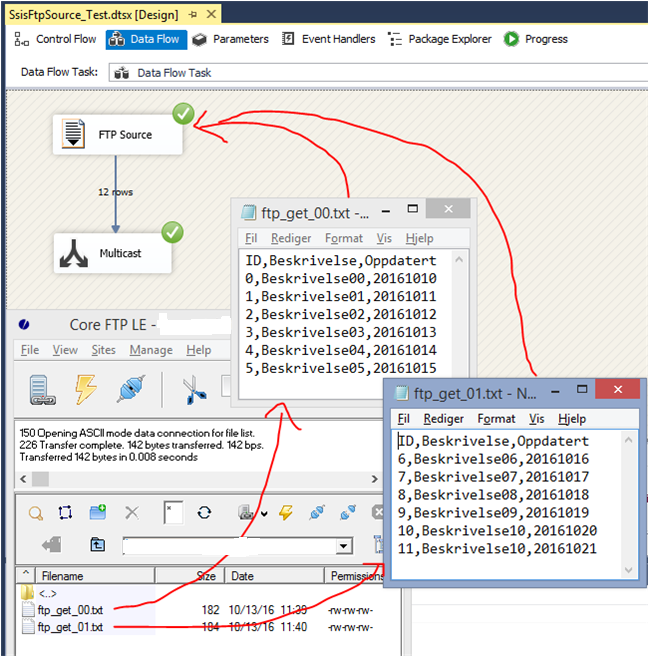 SsisFtpSource_Test.dtsx [Design]
Control Flow Data Flow Parameters Event Handlers Package Explorer Progress
Data Flow Task: Data Flow Task
FTP Source
12 rows
Multicast
ftp_get_00.txt - ...
Fil Rediger Format Vis Hjelp
ID,Beskrivelse,Oppdatert
0,Beskrivelse00,20161010
1,Beskrivelse01,20161011
2,Beskrivelse02,20161012
3,Beskrivelse03,20161013
4,Beskrivelse04,20161014
5,Beskrivelse05,20161015
Core FTP LE -
File View Sites Manage Help
150 Opening ASCII mode data connection for file list.
226 Transfer complete. 142 bytes transferred. 142 bps.
Transferred 142 bytes in 0.008 seconds
ftp_get_01.txt - N...
Fil Rediger Format Vis Hjelp
ID,Beskrivelse,Oppdatert
6,Beskrivelse06,20161016
7,Beskrivelse07,20161017
8,Beskrivelse08,20161018
9,Beskrivelse09,20161019
10,Beskrivelse10,20161020
11,Beskrivelse10,20161021
Filename Size Date Permissions
<..>
ftp_get_00.txt 182 10/13/16 11:39 -rw-rw-rw-
ftp_get_01.txt 184 10/13/16 11:40 -rw-rw-rw-